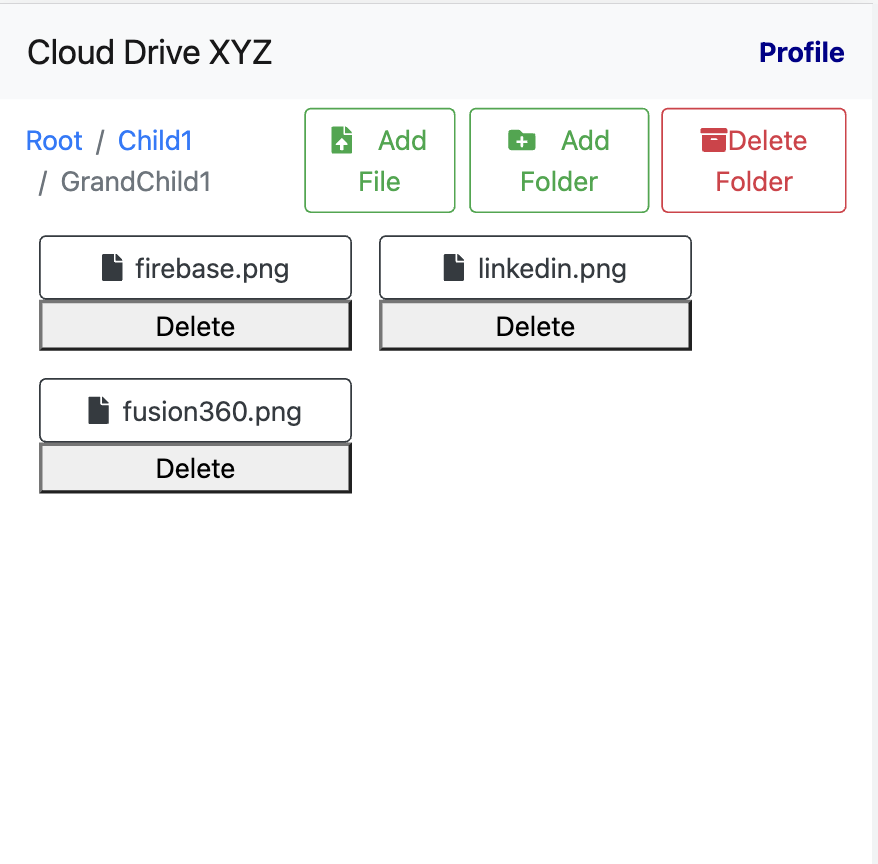 Cloud Drive XYZ Profile
Root / Child1
/ GrandChild1
Add
File
Add
Folder
Delete
Folder
firebase.png
Delete
linkedin.png
Delete
fusion360.png
Delete